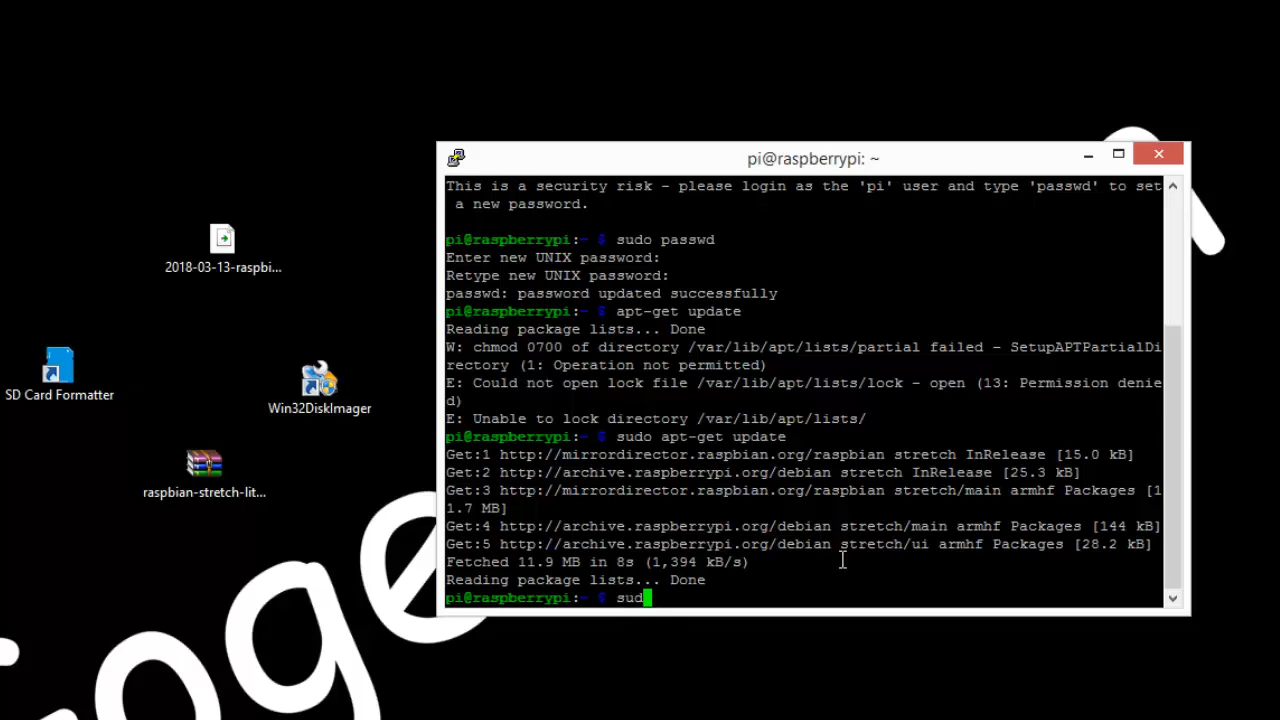 pi@raspberrypi: ~
This is a security risk - please login as the 'pi' user and type 'passwd' to set
a new password.
pi@raspberrypi:~ $ sudo passwd
Enter new UNIX password:
Retype new UNIX password:
passwd: password updated successfully
pi@raspberrypi:~ $ apt-get update
Reading package lists... Done
W: chmod 0700 of directory /var/lib/apt/lists/partial failed - SetupAPTPartialDi
rectory (1: Operation not permitted)
E: Could not open lock file /var/lib/apt/lists/lock - open (13: Permission denie
d)
E: Unable to lock directory /var/lib/apt/lists/
pi@raspberrypi:~ $ sudo apt-get update
Get:1 http://mirrordirector.raspbian.org/raspbian stretch InRelease [15.0 kB]
Get:2 http://archive.raspberrypi.org/debian stretch InRelease [25.3 kB]
Get:3 http://mirrordirector.raspbian.org/raspbian stretch/main armhf Packages [1
1.7 MB]
Get:4 http://archive.raspberrypi.org/debian stretch/main armhf Packages [144 kB]
Get:5 http://archive.raspberrypi.org/debian stretch/ui armhf Packages [28.2 kB]
Fetched 11.9 MB in 8s (1,394 kB/s)
Reading package lists... Done
pi@raspberrypi:~ $ sud
2018-03-13-raspbi...
SD Card Formatter
Win32DiskImager
raspbian-stretch-lit...